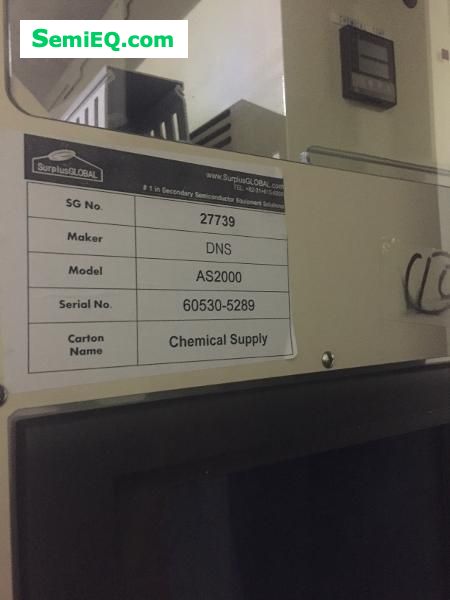 SemiEQ.com
CHEMICAL
SurplusGLOBAL
www.SurplusGLOBAL.com
# 1 in Secondary Semiconductor Equipment Solutions
SG No. 27739
Maker DNS
Model AS2000
Serial No. 60530-5289
Carton Name Chemical Supply